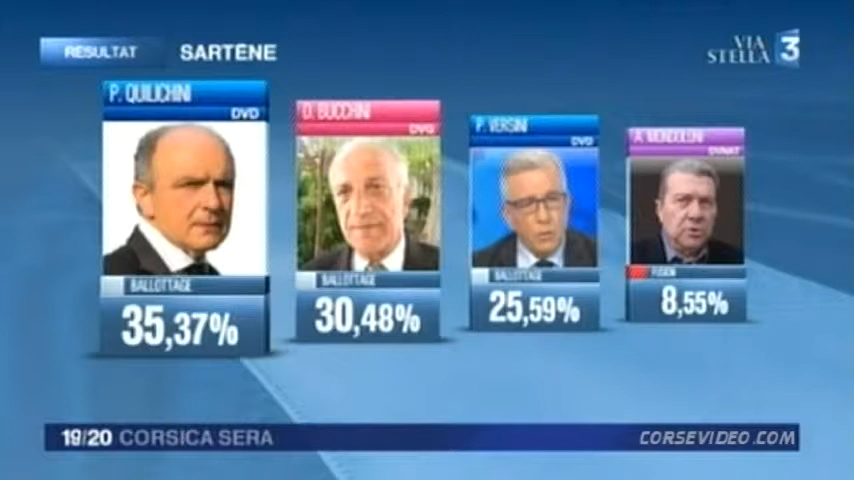 RÉSULTAT
SARTÈNE
VIA
STELLA 3
P. QUILICHINI
DVD
BALLOTTAGE
35,37%
D. BUCCHINI
DVG
BALLOTTAGE
30,48%
P. VERSINI
DVD
BALLOTTAGE
25,59%
A. MONDOLONI
DVNAT
FUSION
8,55%
19/20 CORSICA SERA
CORSEVIDEO.COM